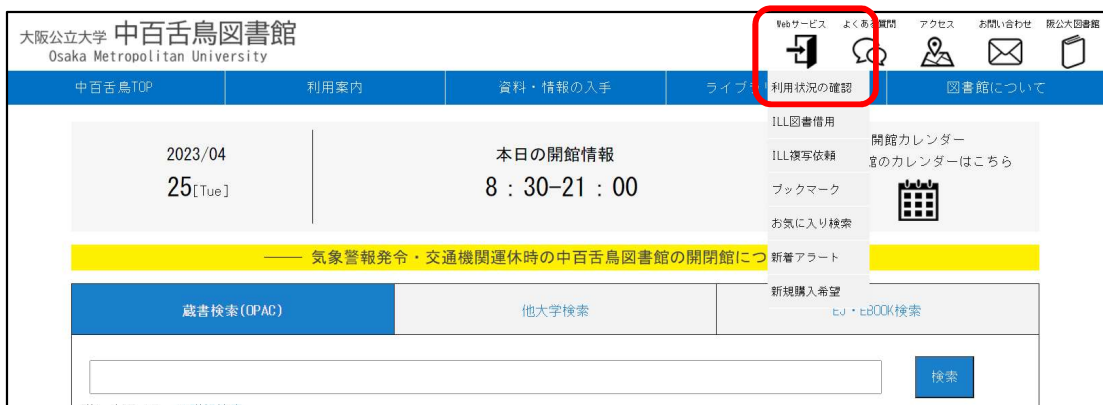 大阪公立大学 中百舌鳥図書館
Osaka Metropolitan University
Webサービス よくある質問 アクセス お問い合わせ 阪公大図書館
中百舌鳥TOP 利用案内 資料・情報の入手 ライブラ 図書館について
利用状況の確認
ILL図書借用
ILL複写依頼
ブックマーク
お気に入り検索
新着アラート
新規購入希望
2023/04
25[Tue]
本日の開館情報
8：30-21：00
開館カレンダー
館のカレンダーはこちら
気象警報発令・交通機関運休時の中百舌鳥図書館の開閉館につ
蔵書検索(OPAC) 他大学検索 EJ・EBOOK検索
検索